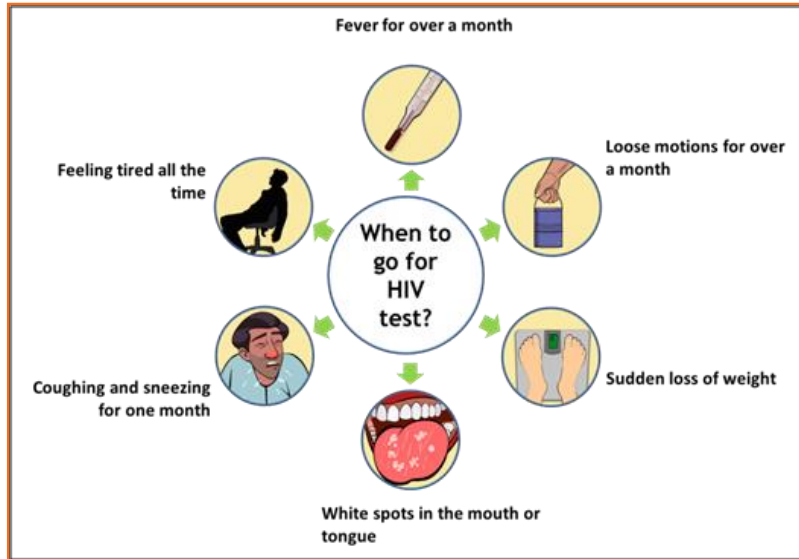 Fever for over a month
Loose motions for over
a month
Feeling tired all the
time
When to
go for
HIV
test?
Coughing and sneezing
for one month
Sudden loss of weight
White spots in the mouth or
tongue